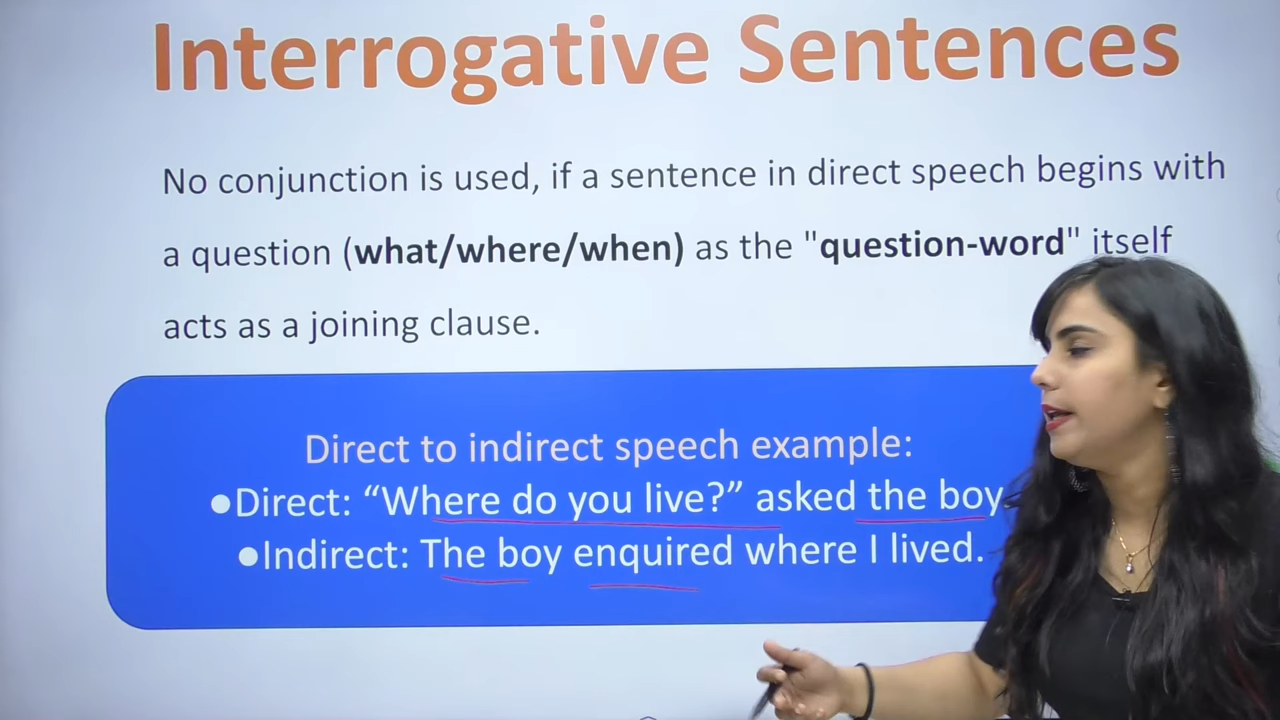 Interrogative Sentences
No conjunction is used, if a sentence in direct speech begins with
a question (what/where/when) as the "question-word" itself
acts as a joining clause.
Direct to indirect speech example:
●Direct: “Where do you live?” asked the boy.
●Indirect: The boy enquired where I lived.